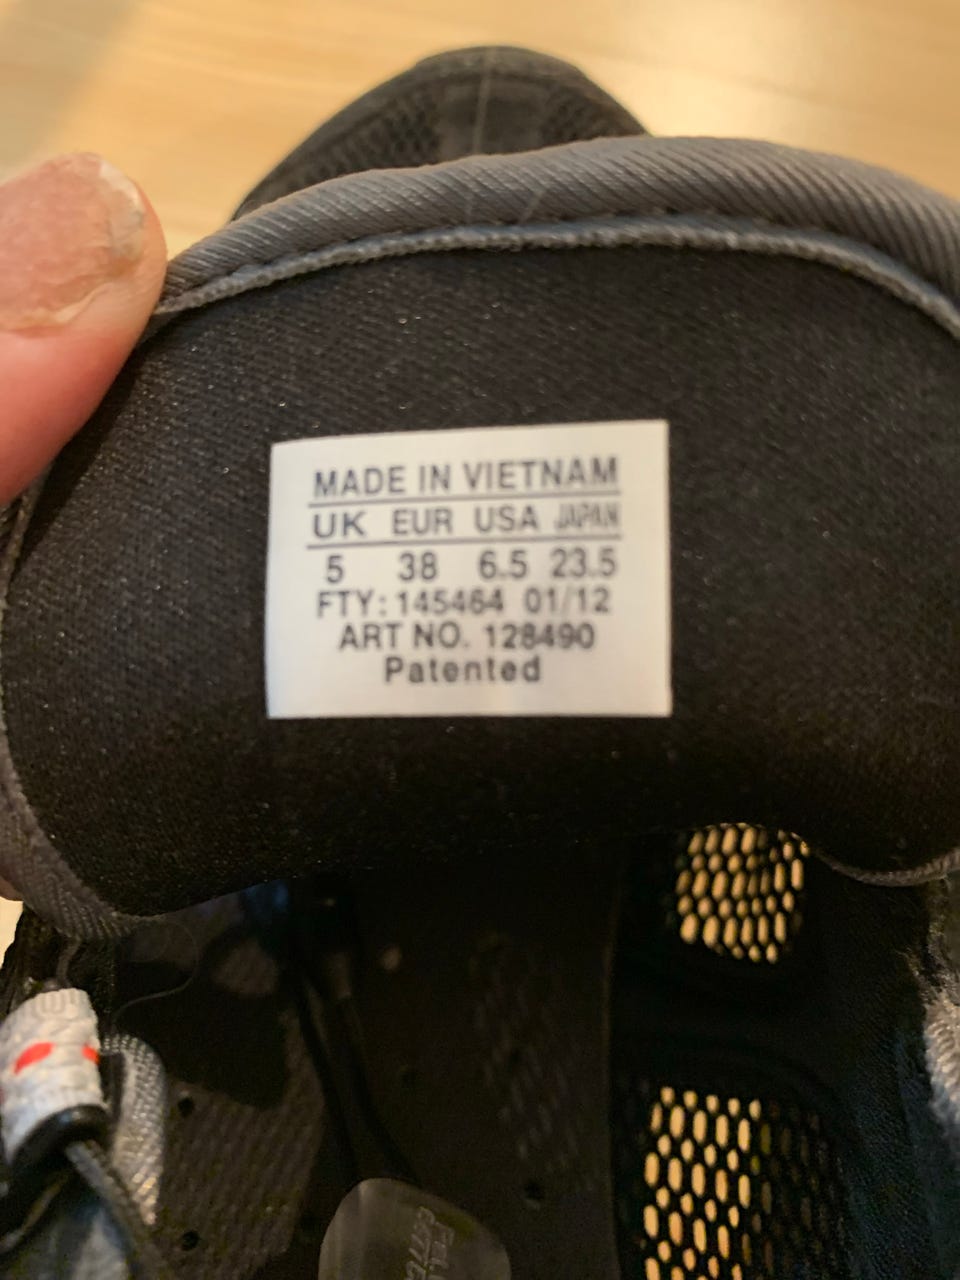 MADE IN VIETNAM
UK EUR USA JAPAN
5 38 6.5 23.5
FTY: 145464 01/12
ART NO. 128490
Patented